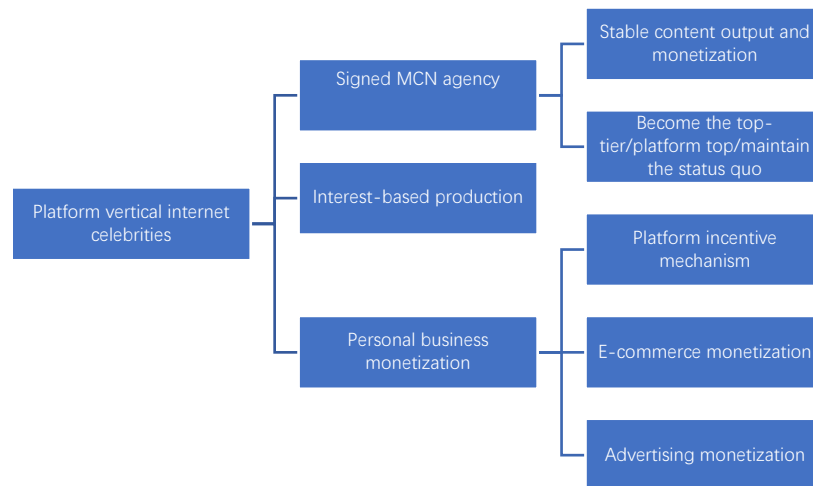 Stable content output and
monetization
Signed MCN agency
Become the top-
tier/platform top/maintain
the status quo
Interest-based production
Platform vertical internet
celebrities
Platform incentive
mechanism
Personal business
monetization
E-commerce monetization
Advertising monetization